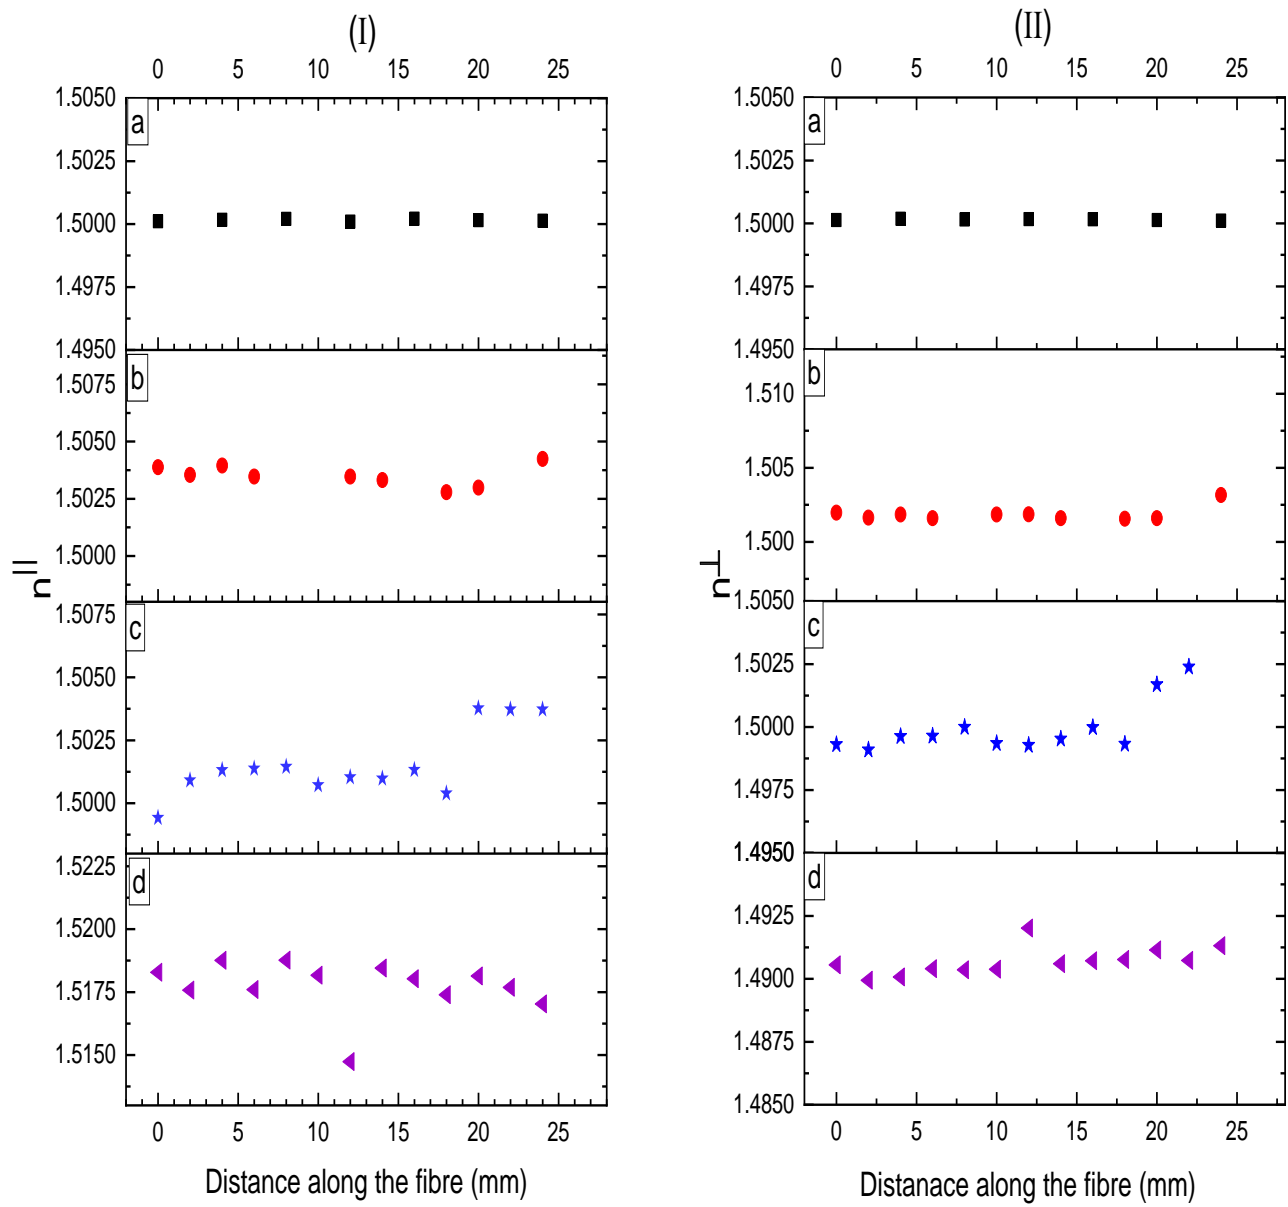 (I)
0 5 10 15 20 25
1.5050
a
1.5025
1.5000
1.4975
1.4950
b
1.5075
1.5050
1.5025
1.5000
n||
c
1.5075
1.5050
1.5025
1.5000
d
1.5225
1.5200
1.5175
1.5150
0 5 10 15 20 25
Distance along the fibre (mm)
(II)
0 5 10 15 20 25
1.5050
a
1.5025
1.5000
1.4975
1.4950
b
1.510
1.505
1.500
n⊥
1.5050
c
1.5025
1.5000
1.4975
1.4950
d
1.4925
1.4900
1.4875
1.4850
0 5 10 15 20 25
Distanace along the fibre (mm)